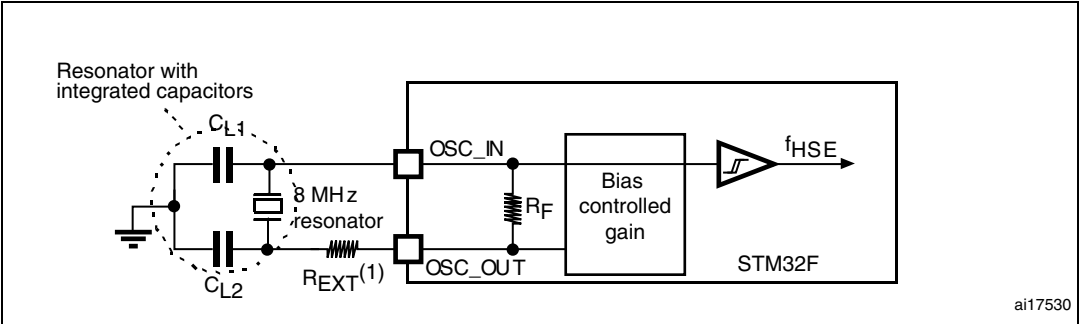 Resonator with
integrated capacitors
CL1
OSC_IN
fHSE
8 MHz
resonator
RF
Bias
controlled
gain
OSC_OUT
STM32F
REXT(1)
CL2
ai17530